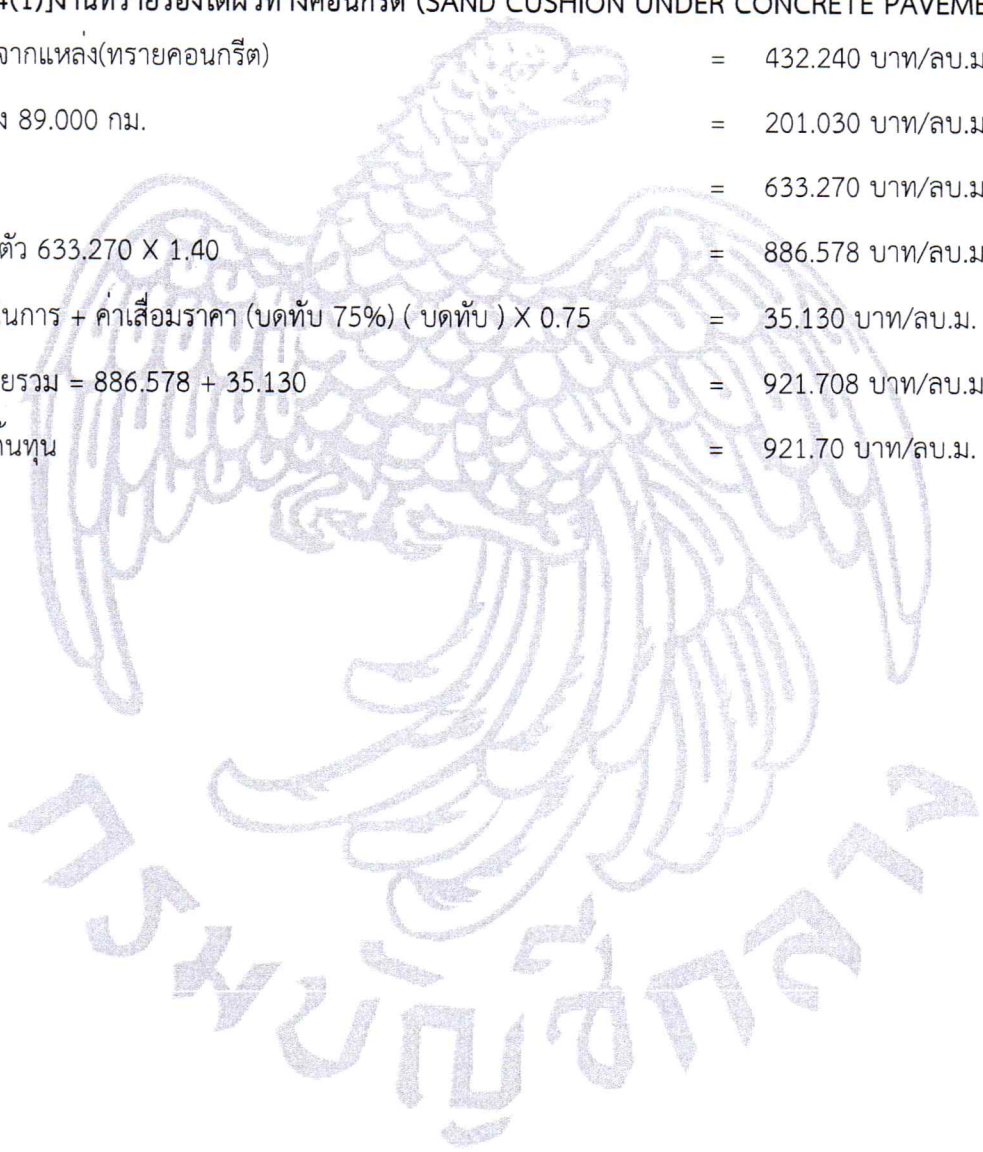 4(1)]งานทรายรองใต้ผิวทางคอนกรีต (SAND CUSHION UNDER CONCRETE PAVEME
จากแหล่ง(ทรายคอนกรีต) = 432.240 บาท/ลบ.ม
ง 89.000 กม. = 201.030 บาท/ลบ.ม
= 633.270 บาท/ลบ.ม
ตัว 633.270 X 1.40 = 886.578 บาท/ลบ.ม
นการ + ค่าเสื่อมราคา (บดทับ 75%) ( บดทับ ) X 0.75 = 35.130 บาท/ลบ.ม.
ยรวม = 886.578 + 35.130 = 921.708 บาท/ลบ.ม
้นทุน = 921.70 บาท/ลบ.ม.
กรมบัญชีกลาง